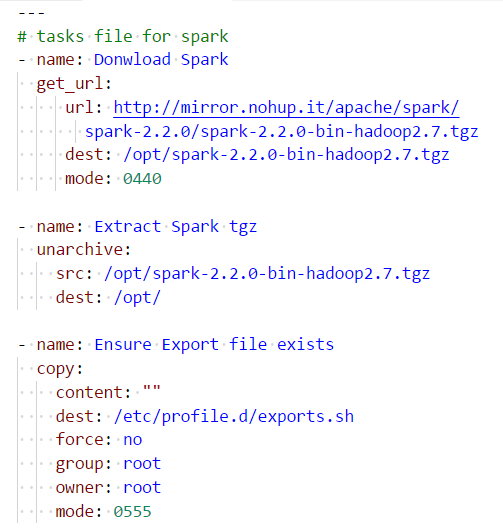 ---
# tasks file for spark
- name: Donwload Spark
  get_url:
     url: http://mirror.nohup.it/apache/spark/
       spark-2.2.0/spark-2.2.0-bin-hadoop2.7.tgz
     dest: /opt/spark-2.2.0-bin-hadoop2.7.tgz
     mode: 0440

- name: Extract Spark tgz
  unarchive:
    src: /opt/spark-2.2.0-bin-hadoop2.7.tgz
    dest: /opt/

- name: Ensure Export file exists
  copy:
    content: ""
    dest: /etc/profile.d/exports.sh
    force: no
    group: root
    owner: root
    mode: 0555